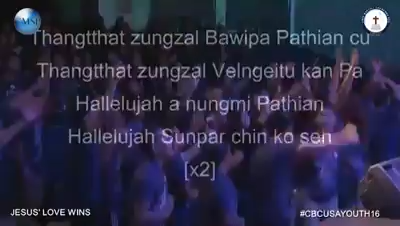 MSI
Thangtthat zungzal Bawipa Pathian cu
Thangtthat zungzal Velngeitu kan Pa
Hallelujah a nungmi Pathian
Hallelujah Sunpar chin ko sen
[x2]
JESUS' LOVE WINS
#CBCUSAYOUTH16